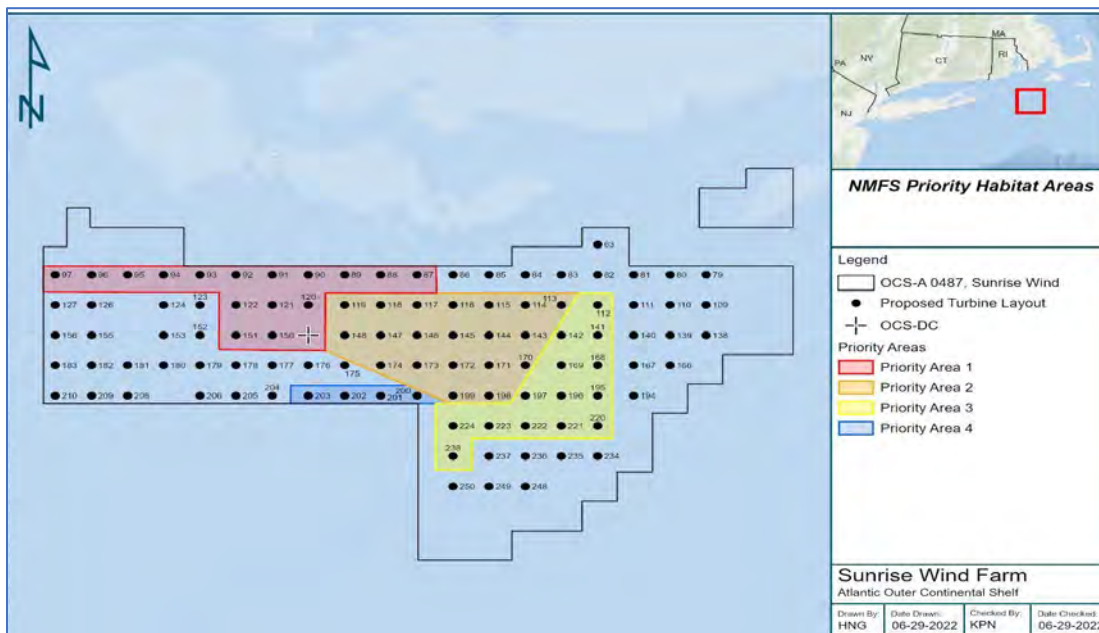 N
63
97 96 95 94 93 92 91 90 89 88 87 86 85 84 83 82 81 80 79
127 126 124 123 122 121 120 119 118 117 116 115 114 113 112 111 110 109
156 155 153 152 151 150 148 147 146 145 144 143 142 141 140 139 138
183 182 181 180 179 178 177 176 175 174 173 172 171 170 169 168 167 166
210 209 208 206 205 204 203 202 201 200 199 198 197 196 195 194
224 223 222 221 220
238 237 236 235 234
250 249 248
MA
PA NY CT RI
NJ
NMFS Priority Habitat Areas
Legend
OCS-A 0487, Sunrise Wind
Proposed Turbine Layout
OCS-DC
Priority Areas
Priority Area 1
Priority Area 2
Priority Area 3
Priority Area 4
Sunrise Wind Farm
Atlantic Outer Continental Shelf
Drawn By: Date Drawn: Checked By: Date Checked:
HNG 06-29-2022 KPN 06-29-2022